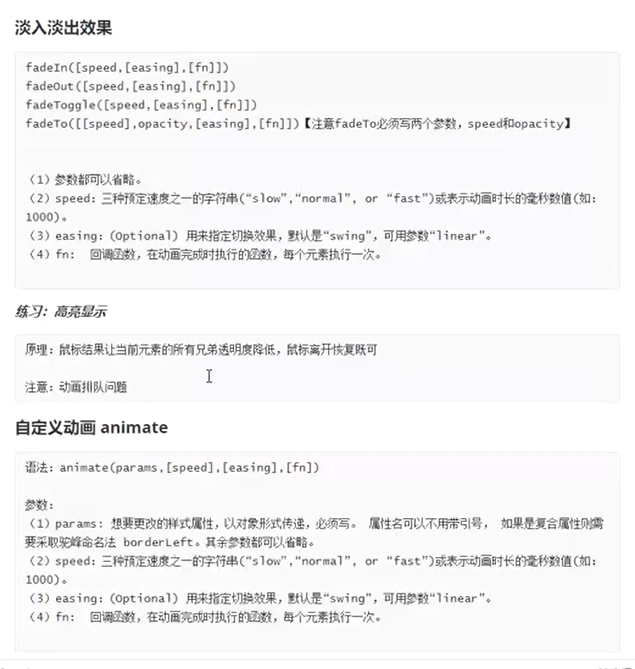 淡入淡出效果
fadeIn([speed,[easing],[fn]])
fadeOut([speed,[easing],[fn]])
fadeToggle([speed,[easing],[fn]])
fadeTo([[speed],opacity,[easing],[fn]])【注意fadeTo必须写两个参数，speed和opacity】
（1）参数都可以省略。
（2）speed：三种预定速度之一的字符串(“slow”,“normal”, or “fast”)或表示动画时长的毫秒数值(如：
1000)。
（3）easing：(Optional) 用来指定切换效果，默认是“swing”，可用参数“linear”。
（4）fn:  回调函数，在动画完成时执行的函数，每个元素执行一次。
练习：高亮显示
原理：鼠标结果让当前元素的所有兄弟透明度降低，鼠标离开恢复既可
注意：动画排队问题
自定义动画 animate
语法：animate(params,[speed],[easing],[fn])
参数：
（1）params: 想要更改的样式属性，以对象形式传递，必须写。 属性名可以不用带引号， 如果是复合属性则需
要采取驼峰命名法 borderLeft。其余参数都可以省略。
（2）speed：三种预定速度之一的字符串(“slow”,“normal”, or “fast”)或表示动画时长的毫秒数值(如：
1000)。
（3）easing：(Optional) 用来指定切换效果，默认是“swing”，可用参数“linear”。
（4）fn:  回调函数，在动画完成时执行的函数，每个元素执行一次。